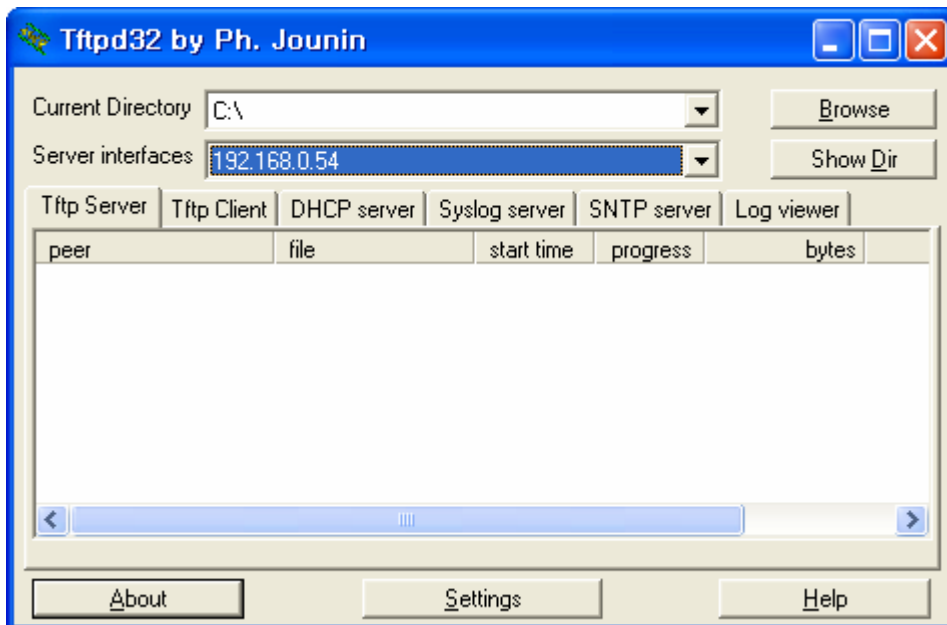 Tftpd32 by Ph. Jounin
Current Directory C:\ Browse
Server interfaces 192.168.0.54 Show Dir
Tftp Server Tftp Client DHCP server Syslog server SNTP server Log viewer
peer file start time progress bytes
About Settings Help